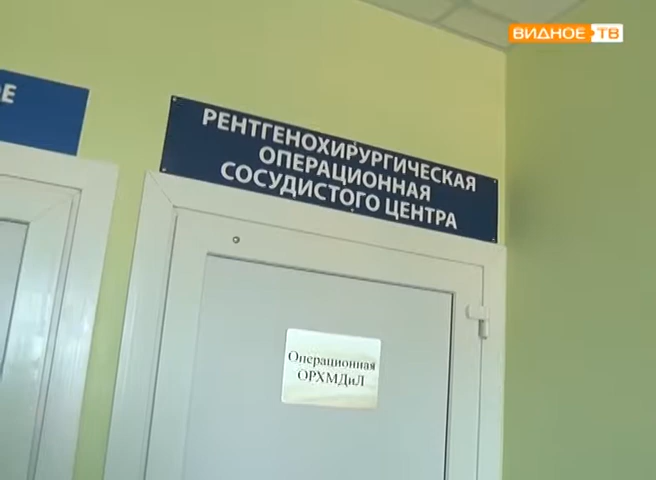 ВИДНОЕ ТВ
Е
РЕНТГЕНОХИРУРГИЧЕСКАЯ
ОПЕРАЦИОННАЯ
СОСУДИСТОГО ЦЕНТРА
Операционная
ОРХМДиЛ